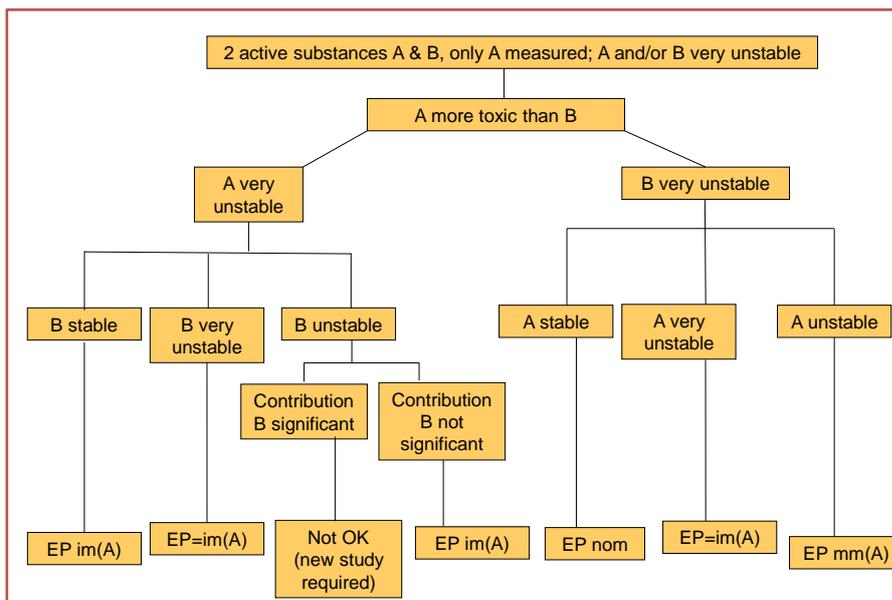 2 active substances A & B, only A measured; A and/or B very unstable
A more toxic than B
A very
unstable
B very unstable
B stable
B very
unstable
B unstable
A stable
A very
unstable
A unstable
Contribution
B significant
Contribution
B not
significant
EP im(A)
EP=im(A)
Not OK
(new study
required)
EP im(A)
EP nom
EP=im(A)
EP mm(A)